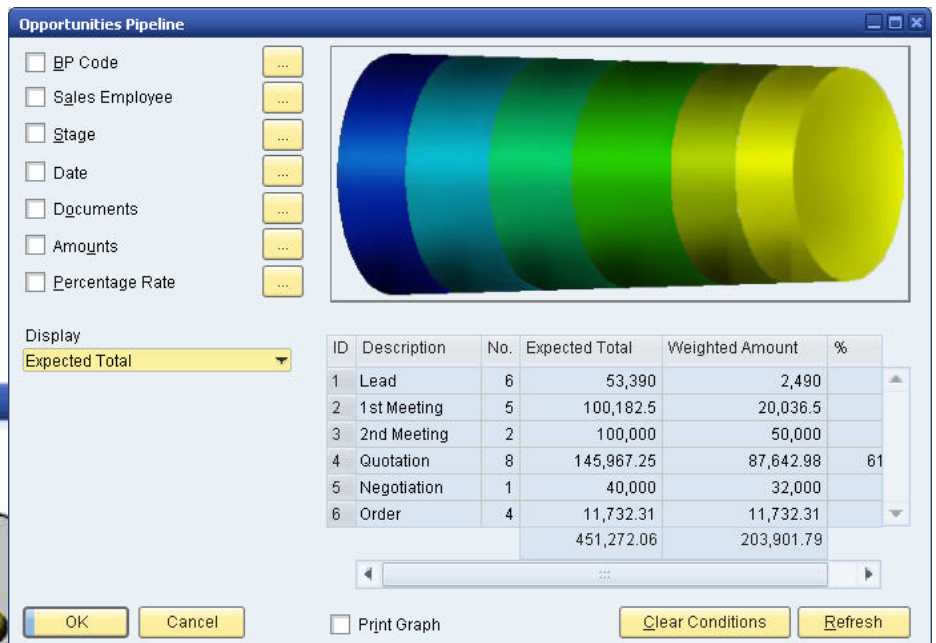 Opportunities Pipeline
BP Code ...
Sales Employee ...
Stage ...
Date ...
Documents ...
Amounts ...
Percentage Rate ...
Display
Expected Total
ID Description No. Expected Total Weighted Amount %
1 Lead 6 53,390 2,490
2 1st Meeting 5 100,182.5 20,036.5
3 2nd Meeting 2 100,000 50,000
4 Quotation 8 145,967.25 87,642.98 61
5 Negotiation 1 40,000 32,000
6 Order 4 11,732.31 11,732.31
451,272.06 203,901.79
OK Cancel Print Graph Clear Conditions Refresh